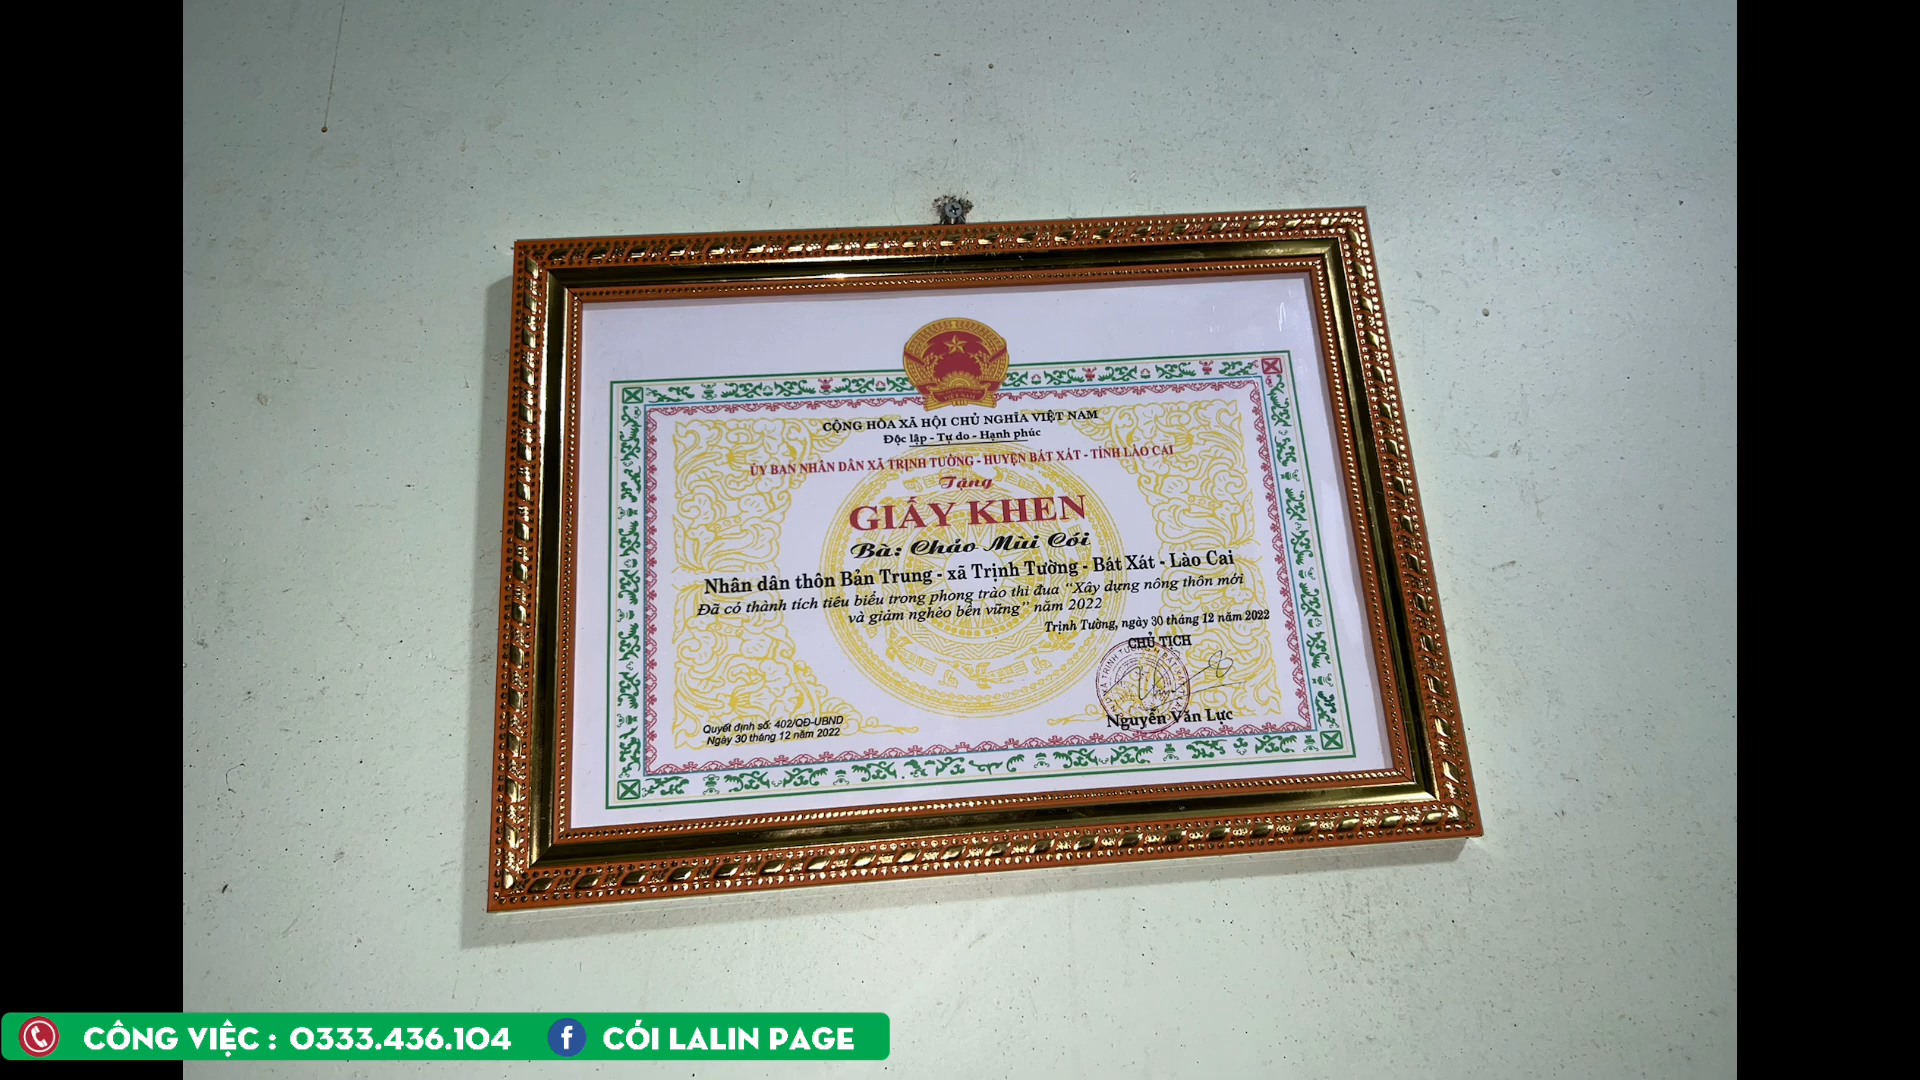 CỘNG HÒA XÃ HỘI CHỦ NGHĨA VIỆT NAM
Độc lập - Tự do - Hạnh phúc
ỦY BAN NHÂN DÂN XÃ TRỊNH TƯỜNG - HUYỆN BÁT XÁT - TỈNH LÀO CAI
Tặng
GIẤY KHEN
Bà: Chảo Mùi Cói
Nhân dân thôn Bản Trung - xã Trịnh Tường - Bát Xát - Lào Cai
Đã có thành tích tiêu biểu trong phong trào thi đua “Xây dựng nông thôn mới
và giảm nghèo bền vững” năm 2022
Trịnh Tường, ngày 30 tháng 12 năm 2022
CHỦ TỊCH
Nguyễn Văn Lực
Quyết định số: 402/QĐ-UBND
Ngày 30 tháng 12 năm 2022
CÔNG VIỆC : 0333.436.104
CÓI LALIN PAGE